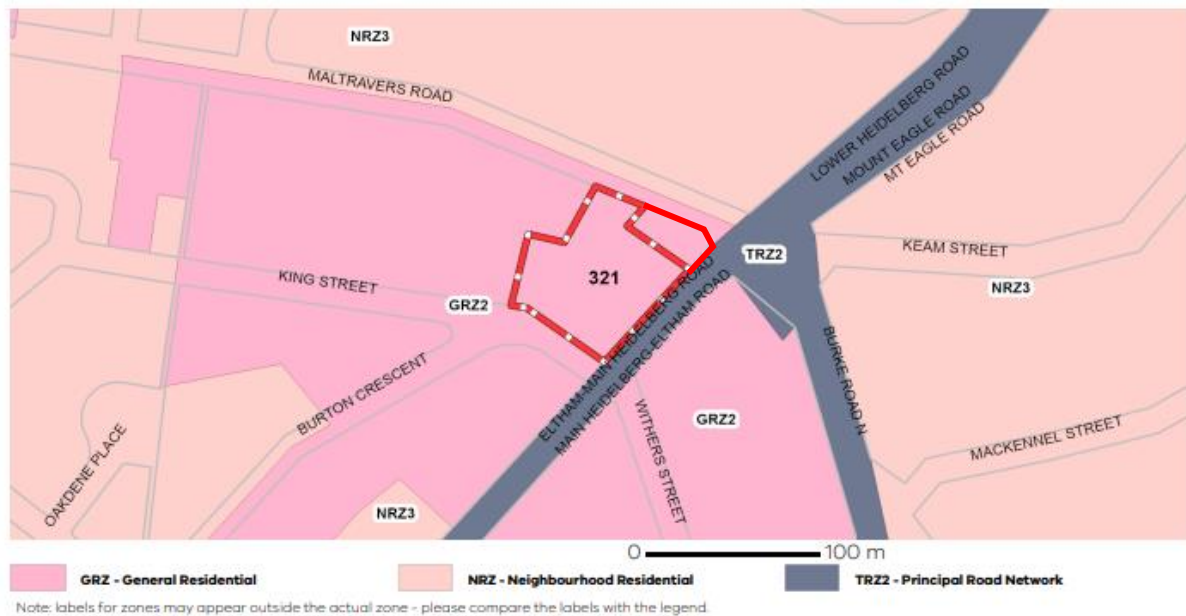 NRZ3
MALTRAVERS ROAD
LOWER HEIDELBERG ROAD
MOUNT EAGLE ROAD
MT EAGLE ROAD
KEAM STREET
TRZ2
NRZ3
321
KING STREET
GRZ2
ELTHAM-MAIN HEIDELBERG ROAD
MAIN HEIDELBERG-ELTHAM ROAD
BURKE ROAD N
BURTON CRESCENT
WITHERS STREET
GRZ2
MACKENNEL STREET
OAKDENE PLACE
NRZ3
0 100 m
GRZ - General Residential
NRZ - Neighbourhood Residential
TRZ2 - Principal Road Network
Note: labels for zones may appear outside the actual zone - please compare the labels with the legend.